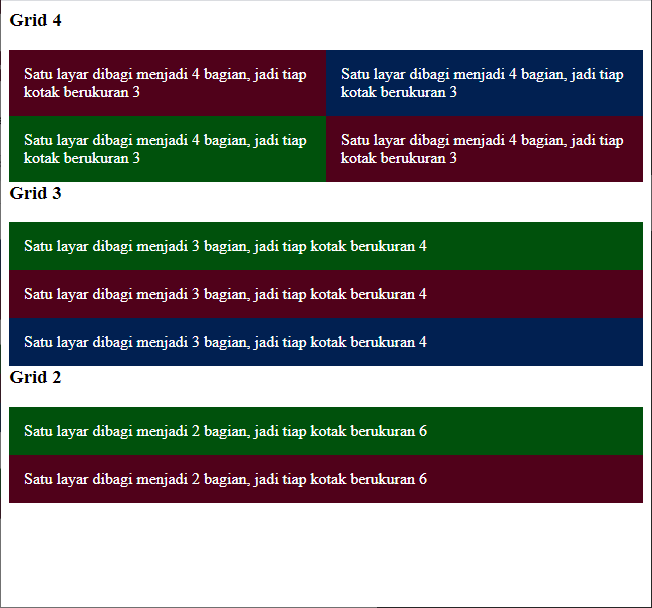 Grid 4
Satu layar dibagi menjadi 4 bagian, jadi tiap
kotak berukuran 3
Satu layar dibagi menjadi 4 bagian, jadi tiap
kotak berukuran 3
Satu layar dibagi menjadi 4 bagian, jadi tiap
kotak berukuran 3
Satu layar dibagi menjadi 4 bagian, jadi tiap
kotak berukuran 3
Grid 3
Satu layar dibagi menjadi 3 bagian, jadi tiap kotak berukuran 4
Satu layar dibagi menjadi 3 bagian, jadi tiap kotak berukuran 4
Satu layar dibagi menjadi 3 bagian, jadi tiap kotak berukuran 4
Grid 2
Satu layar dibagi menjadi 2 bagian, jadi tiap kotak berukuran 6
Satu layar dibagi menjadi 2 bagian, jadi tiap kotak berukuran 6